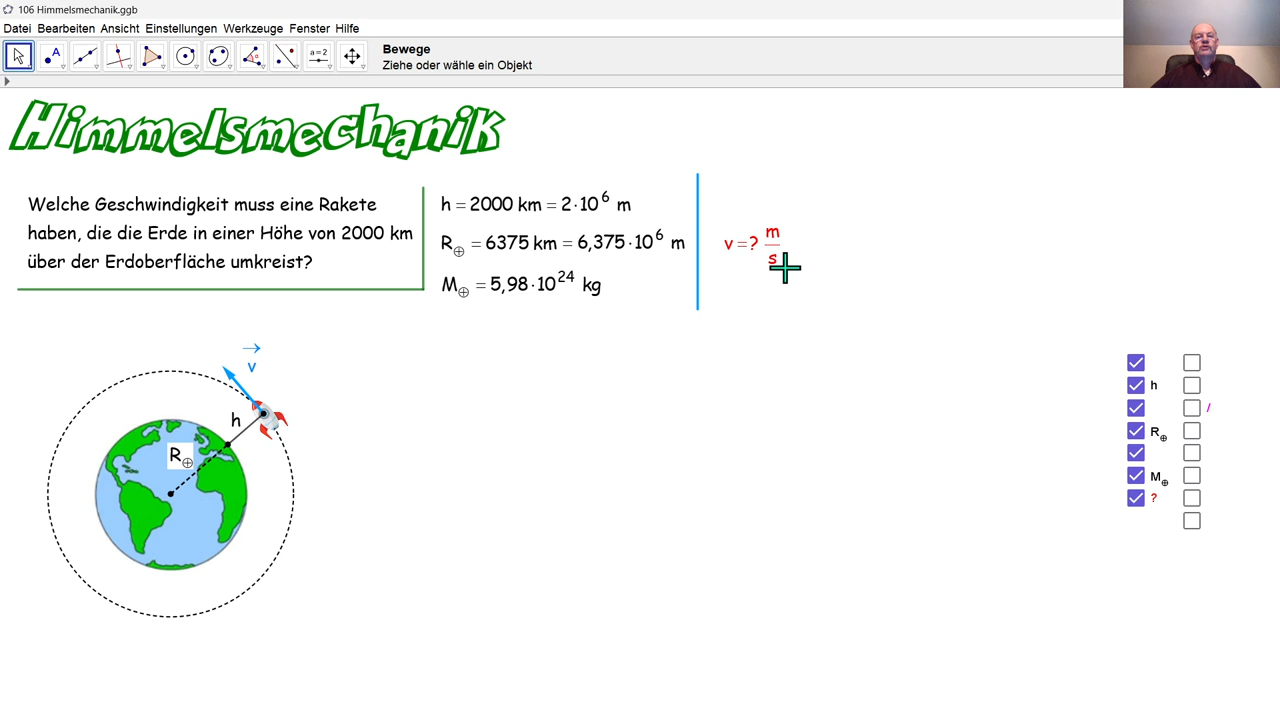 106 Himmelsmechanik.ggb
Datei Bearbeiten Ansicht Einstellungen Werkzeuge Fenster Hilfe
A
a=2
Bewege
Ziehe oder wähle ein Objekt
Himmelsmechanik
Welche Geschwindigkeit muss eine Rakete
haben, die die Erde in einer Höhe von 2000 km
über der Erdoberfläche umkreist?
h = 2000 km = 2·10⁶ m
R⊕ = 6375 km = 6,375·10⁶ m
M⊕ = 5,98·10²⁴ kg
v = ? m/s
v
h
R⊕
h
/
R⊕
M⊕
?